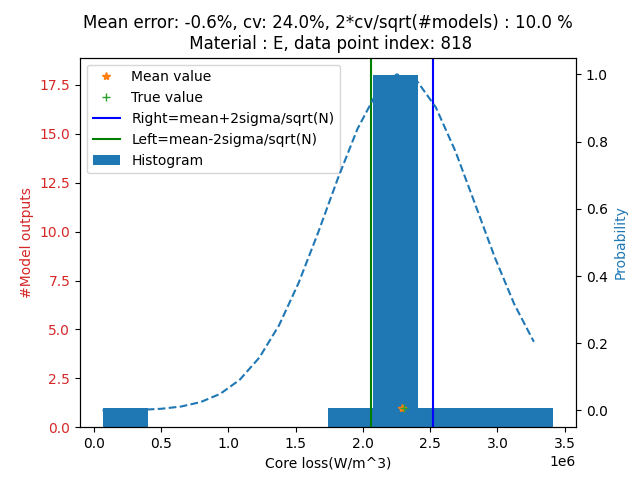 Mean error: -0.6%, cv: 24.0%, 2*cv/sqrt(#models) : 10.0 %
Material : E, data point index: 818
Mean value
True value
Right=mean+2sigma/sqrt(N)
Left=mean-2sigma/sqrt(N)
Histogram
#Model outputs
17.5
15.0
12.5
10.0
7.5
5.0
2.5
0.0
1.0
0.8
0.6
0.4
0.2
0.0
Probability
0.0 0.5 1.0 1.5 2.0 2.5 3.0 3.5
1e6
Core loss(W/m^3)